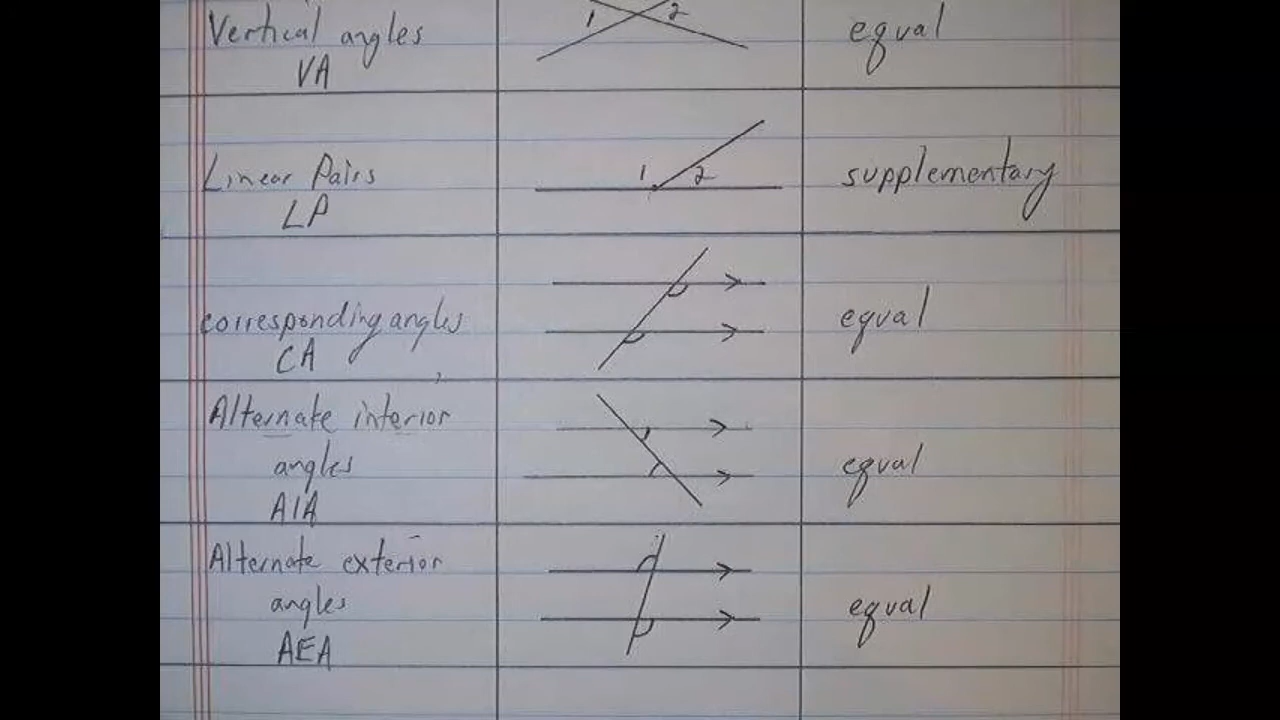 Vertical angles
VA
1 2
equal
Linear Pairs
LP
1 2
supplementary
corresponding angles
CA
equal
Alternate interior
angles
AIA
equal
Alternate exterior
angles
AEA
equal